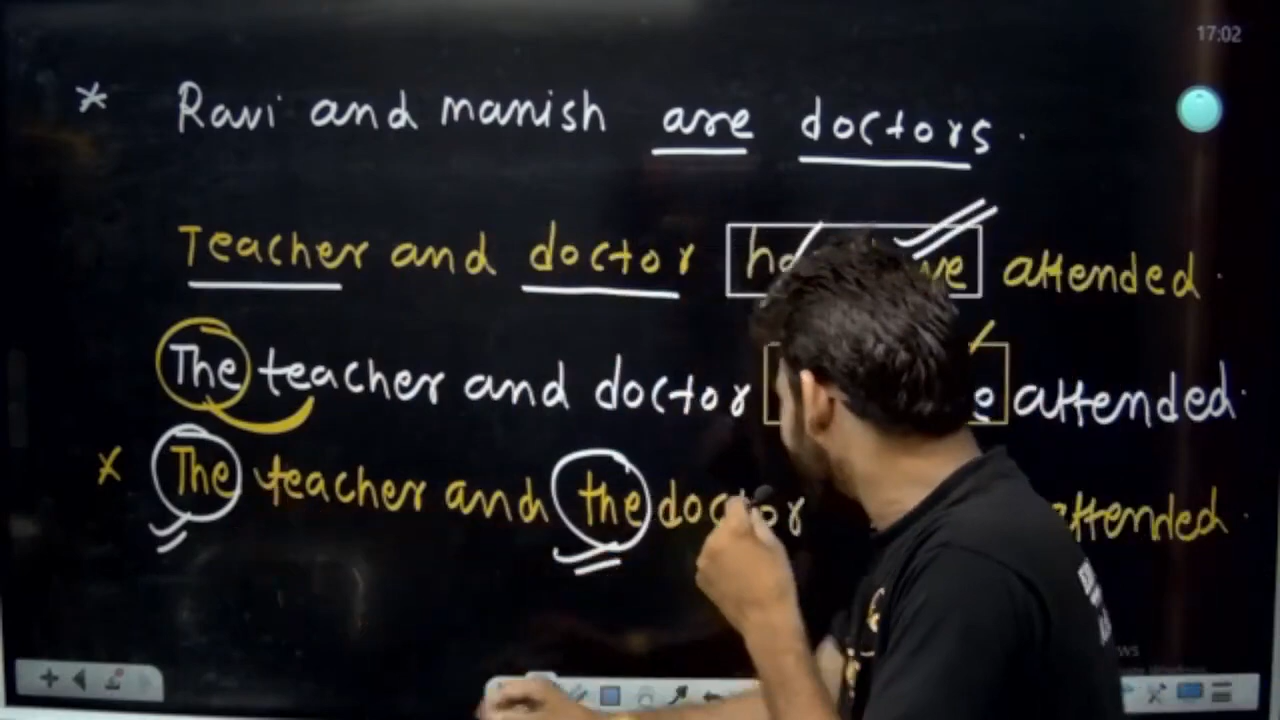 17:02
* Ravi and manish are doctors.
Teacher and doctor attended.
The teacher and doctor attended.
x The teacher and the doctor attended.